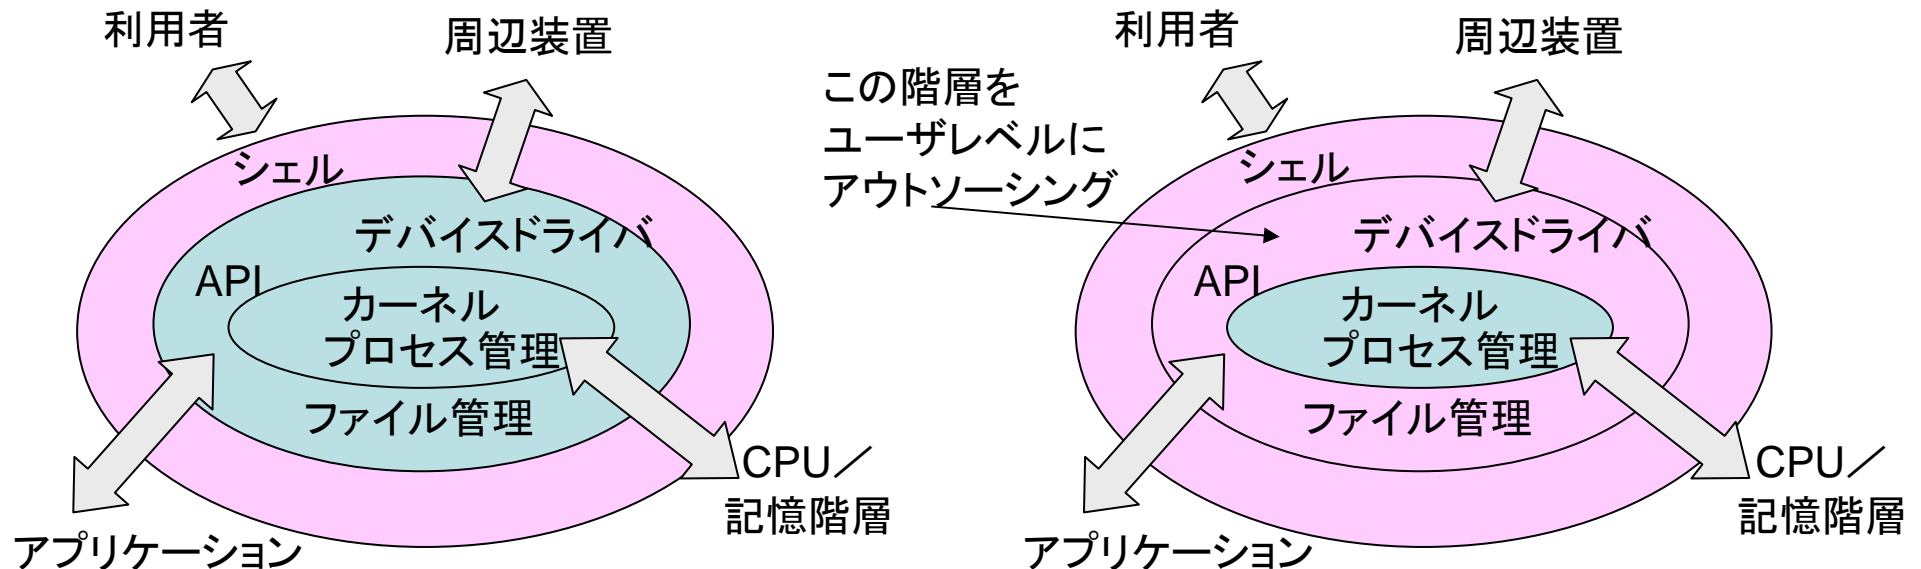 利用者
周辺装置
シェル
デバイスドライバ
API
カーネル
プロセス管理
ファイル管理
CPU／
記憶階層
アプリケーション
この階層を
ユーザレベルに
アウトソーシング
利用者
周辺装置
シェル
デバイスドライバ
API
カーネル
プロセス管理
ファイル管理
CPU／
記憶階層
アプリケーション